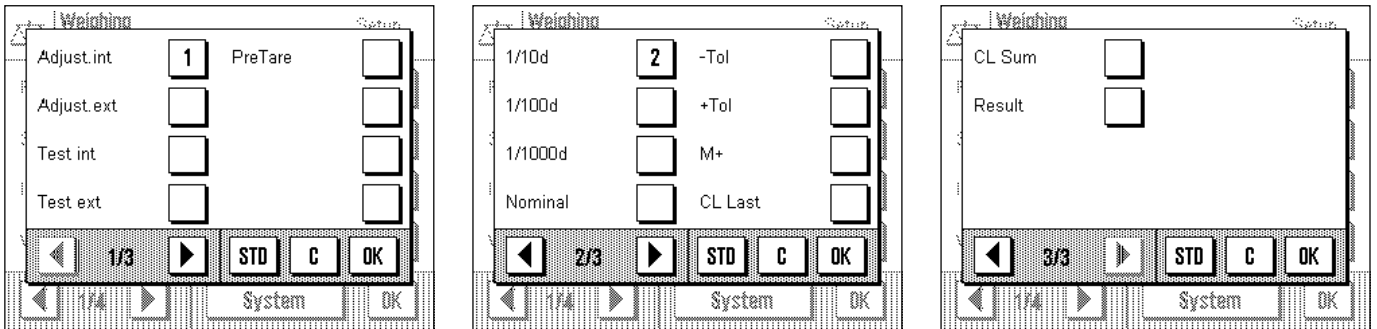 Weighing Setup
Adjust.int 1 PreTare
Adjust.ext
Test int
Test ext
1/3 STD C OK
1/4 System OK
Weighing Setup
1/10d 2 -Tol
1/100d +Tol
1/1000d M+
Nominal CL Last
2/3 STD C OK
1/4 System OK
Weighing Setup
CL Sum
Result
3/3 STD C OK
1/4 System OK